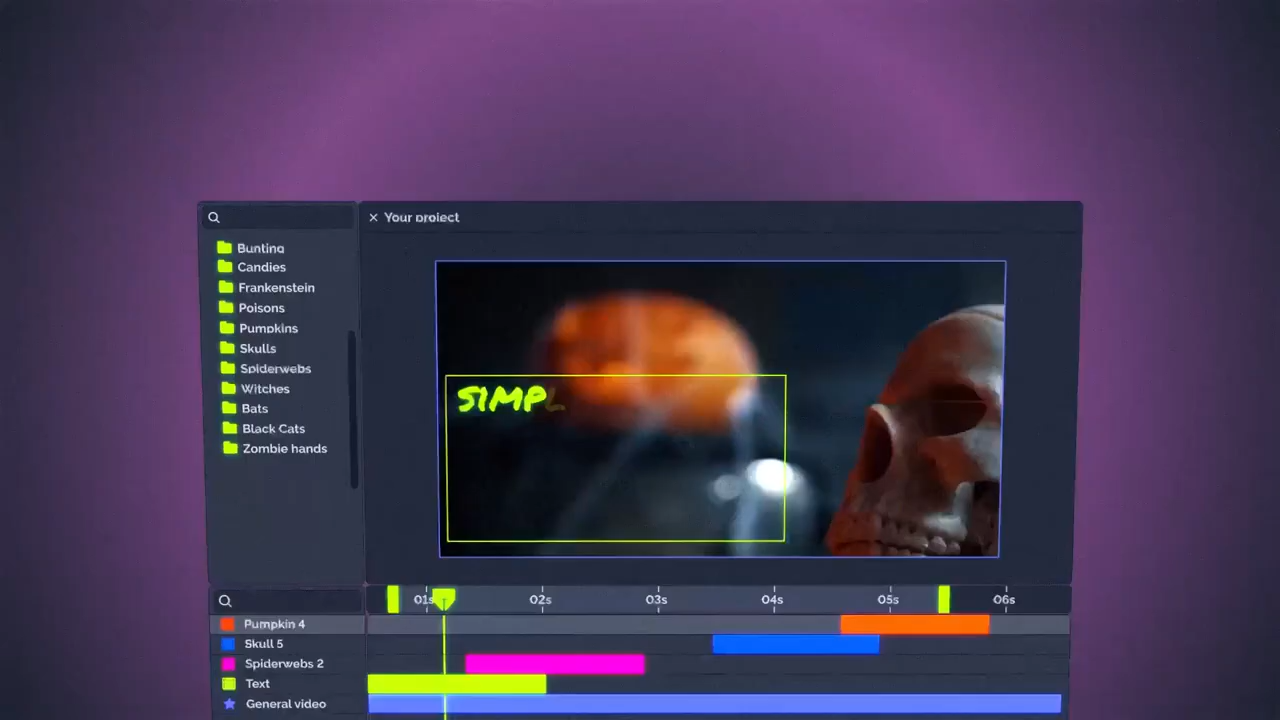 Your project
Bunting
Candies
Frankenstein
Poisons
Pumpkins
Skulls
Spiderwebs
Witches
Bats
Black Cats
Zombie hands
SIMPL
01s 02s 03s 04s 05s 06s
Pumpkin 4
Skull 5
Spiderwebs 2
Text
General video